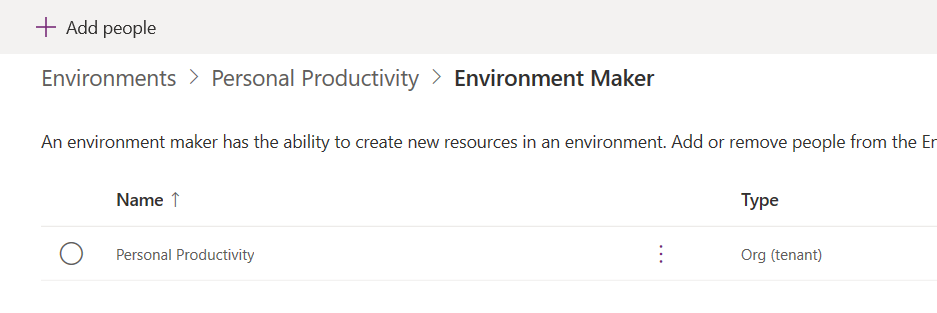 Add people
Environments > Personal Productivity > Environment Maker
An environment maker has the ability to create new resources in an environment. Add or remove people from the
Name ↑ Type
Personal Productivity Org (tenant)